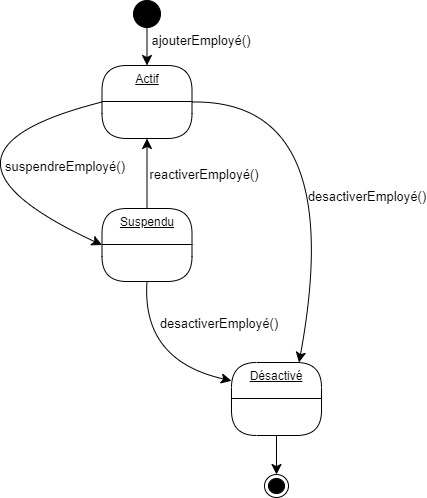 ajouterEmployé()
Actif
suspendreEmployé()
reactiverEmployé()
desactiverEmployé()
Suspendu
desactiverEmployé()
Désactivé